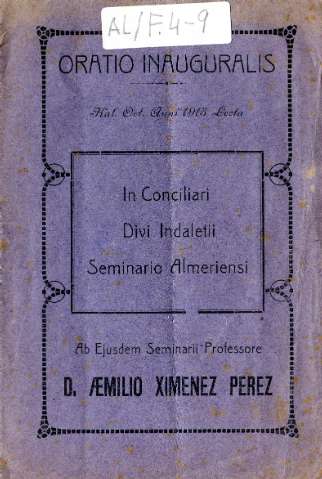 AL/F.4-9
ORATIO INAUGURALIS
Kal. Oct. Anni 1915 Lecta
In Conciliari
Divi Indaletii
Seminario Almeriensi
Ab Ejusdem Seminarii Professore
D. ÆMILIO XIMENEZ PEREZ